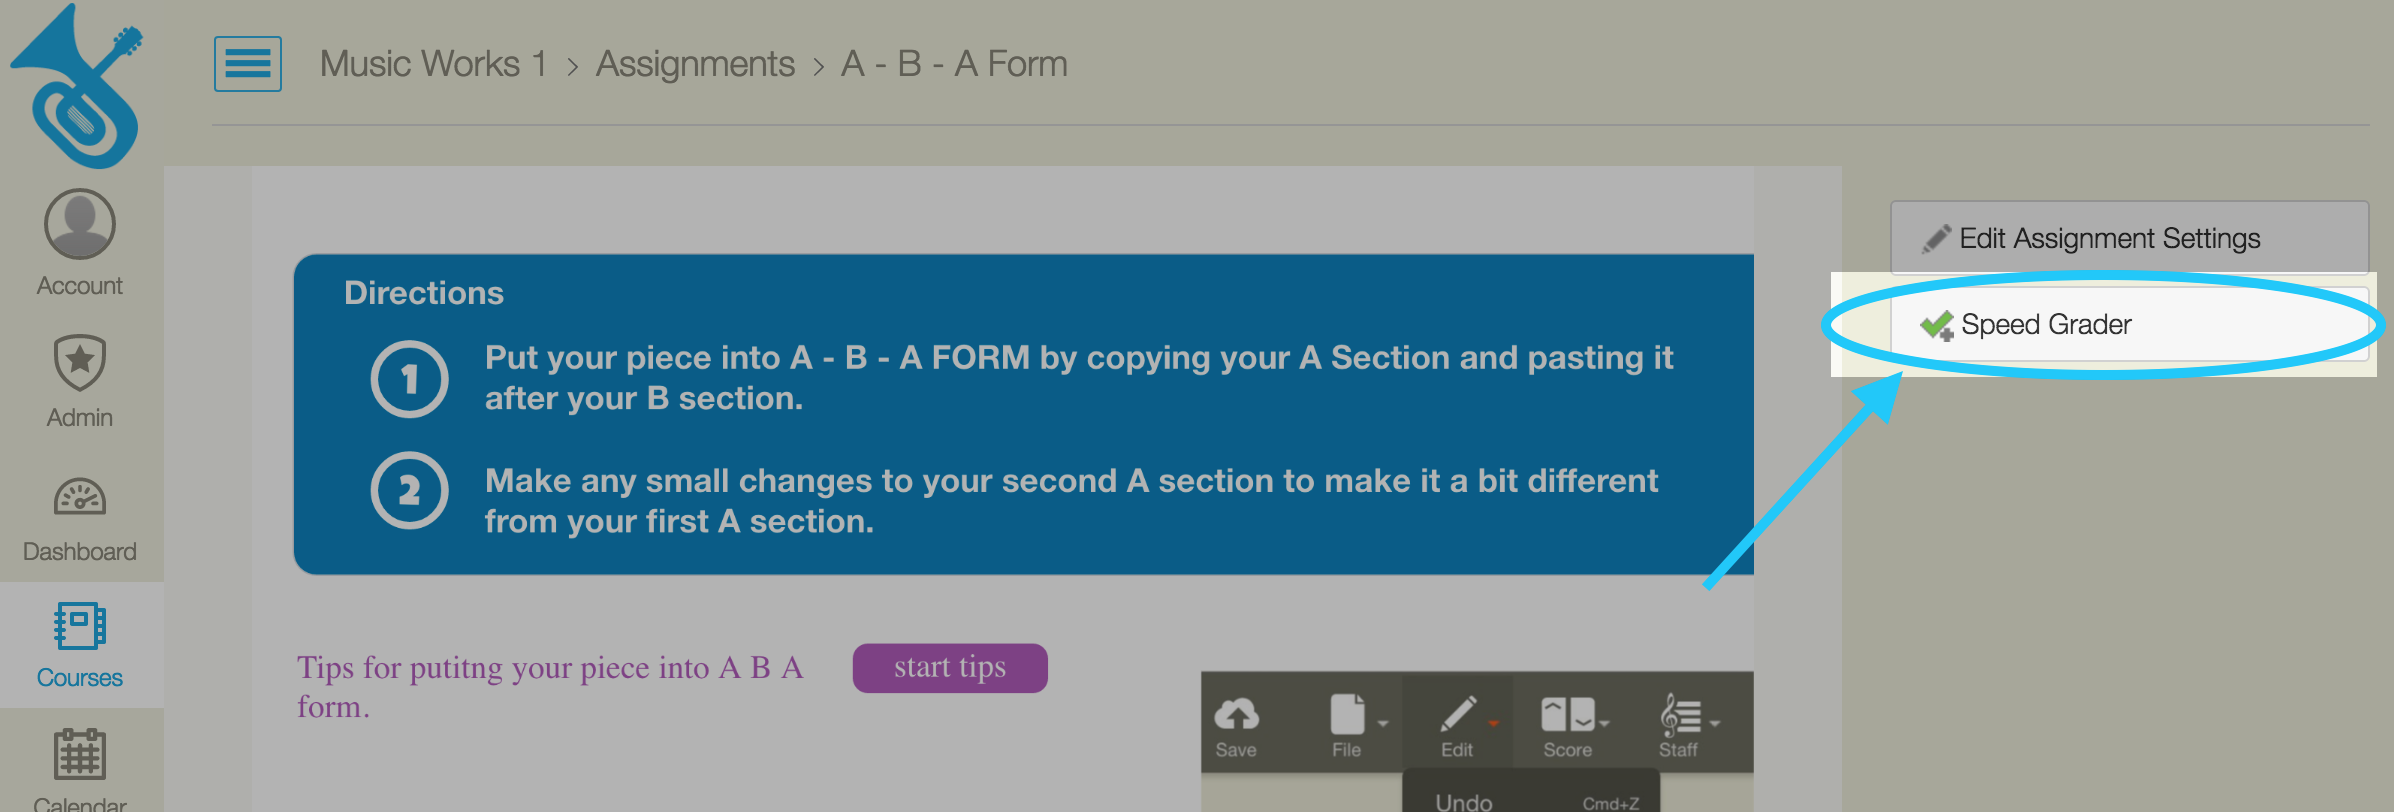 Music Works 1 > Assignments > A - B - A Form
Account
Admin
Dashboard
Courses
Calendar
Directions
1
Put your piece into A - B - A FORM by copying your A Section and pasting it
after your B section.
2
Make any small changes to your second A section to make it a bit different
from your first A section.
Tips for putitng your piece into A B A
form.
start tips
Save
File
Edit
Score
Staff
Undo Cmd+Z
Edit Assignment Settings
Speed Grader